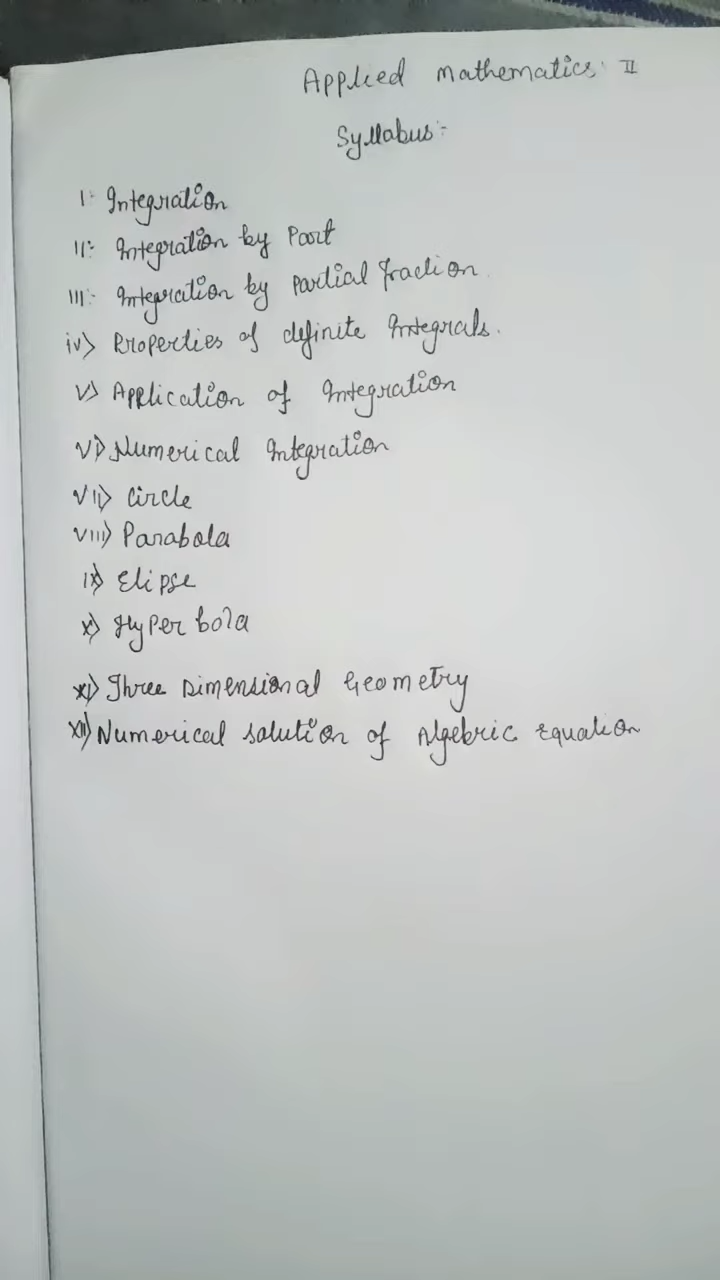 Applied Mathematics II
Syllabus:-
I. Integration
II. Integration by Part
III. Integration by Partial fraction.
iv) Properties of definite Integrals.
v) Application of Integration
VI) Numerical Integration
VII) Circle
VIII) Parabola
IX) Elipse
X) Hyperbola
XI) Three Dimensional Geometry
XII) Numerical solution of Algebric Equation